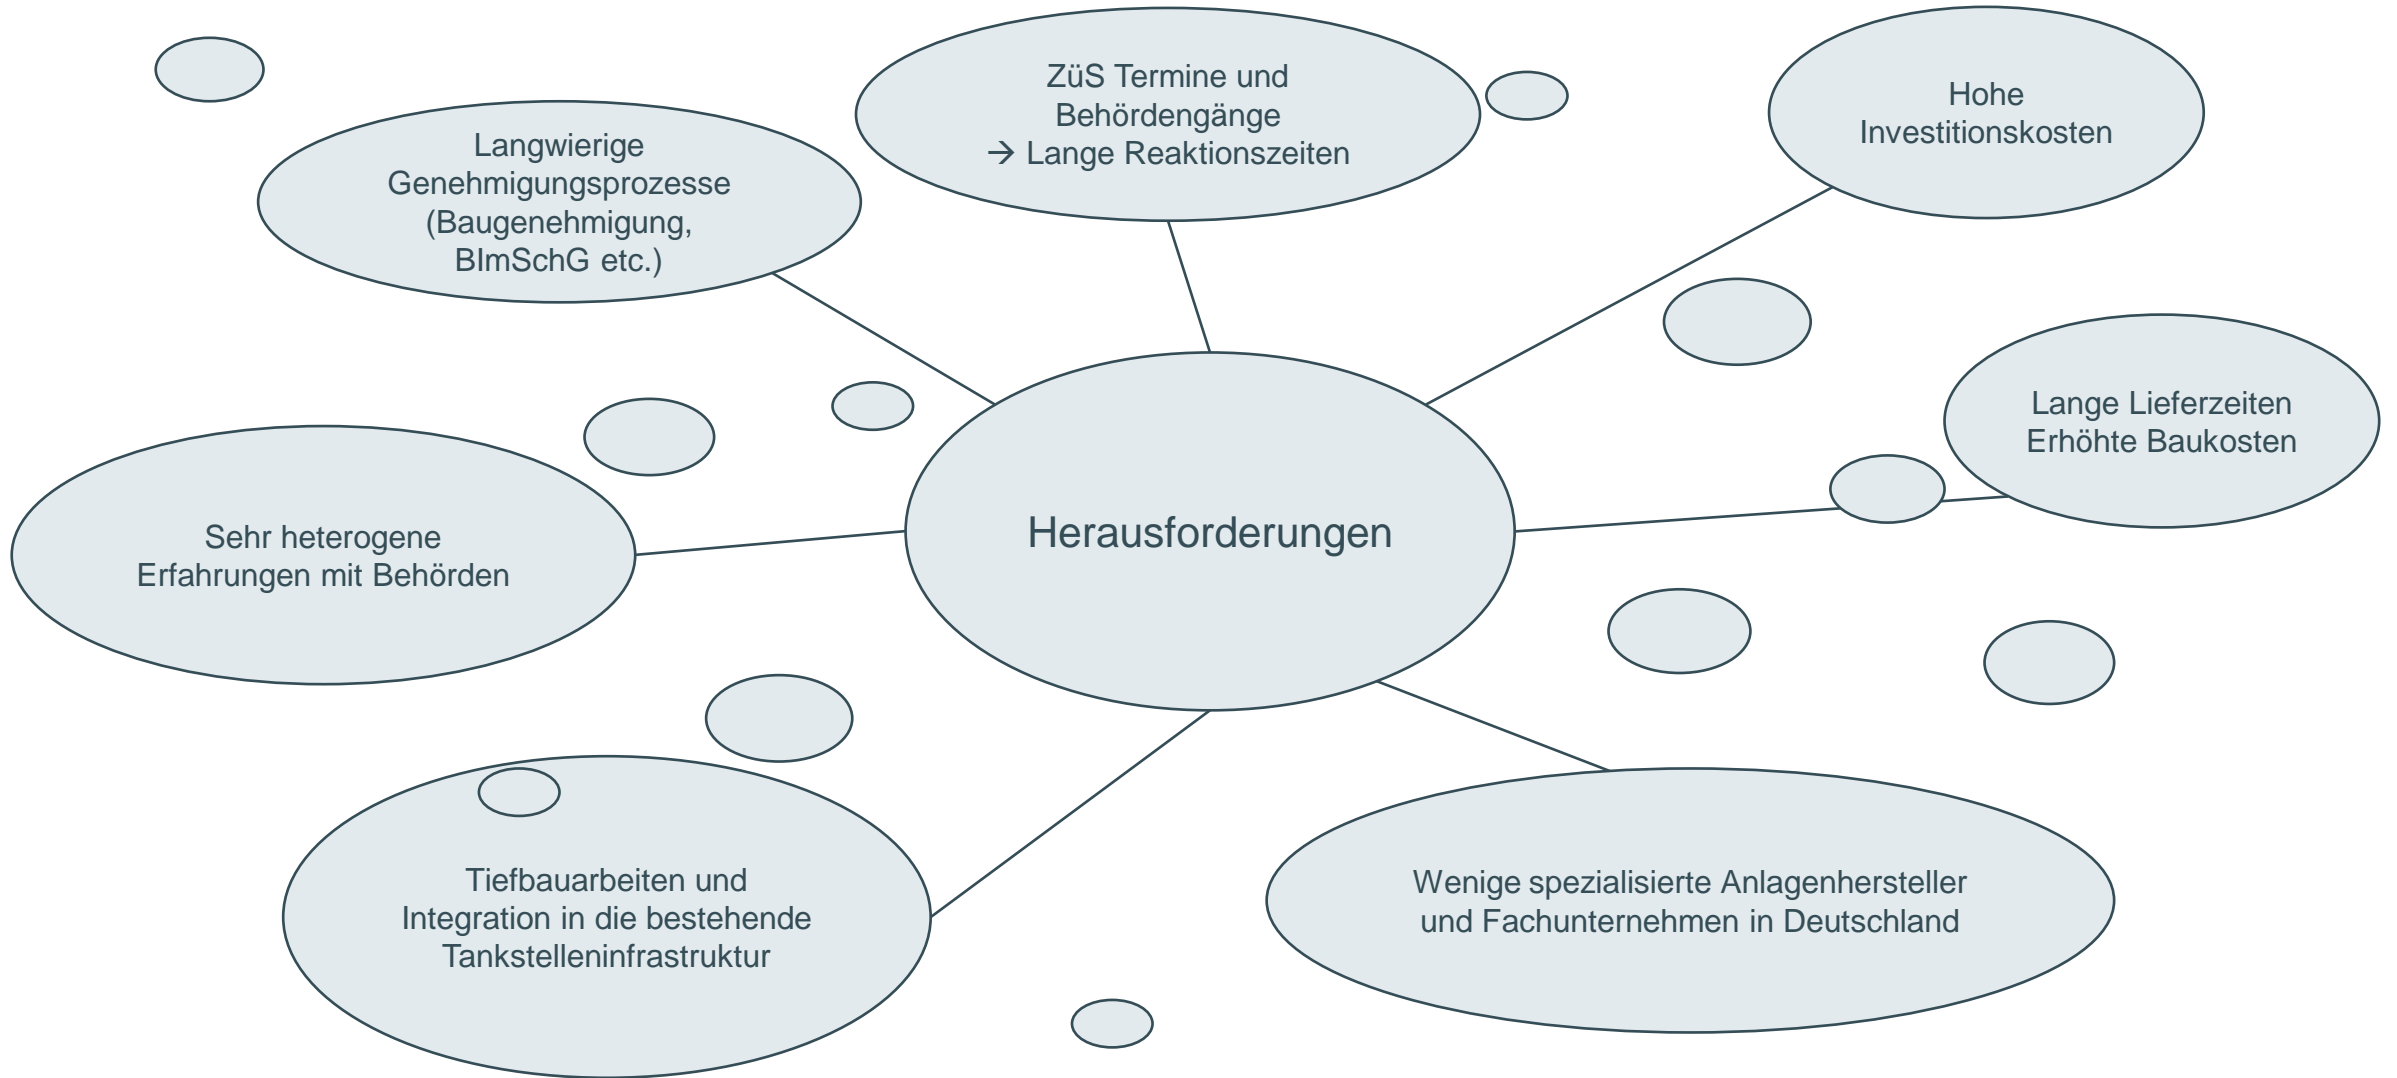 ZüS Termine und
Behördengänge
→ Lange Reaktionszeiten
Hohe
Investitionskosten
Langwierige
Genehmigungsprozesse
(Baugenehmigung,
BImSchG etc.)
Lange Lieferzeiten
Erhöhte Baukosten
Herausforderungen
Sehr heterogene
Erfahrungen mit Behörden
Tiefbauarbeiten und
Integration in die bestehende
Tankstelleninfrastruktur
Wenige spezialisierte Anlagenhersteller
und Fachunternehmen in Deutschland